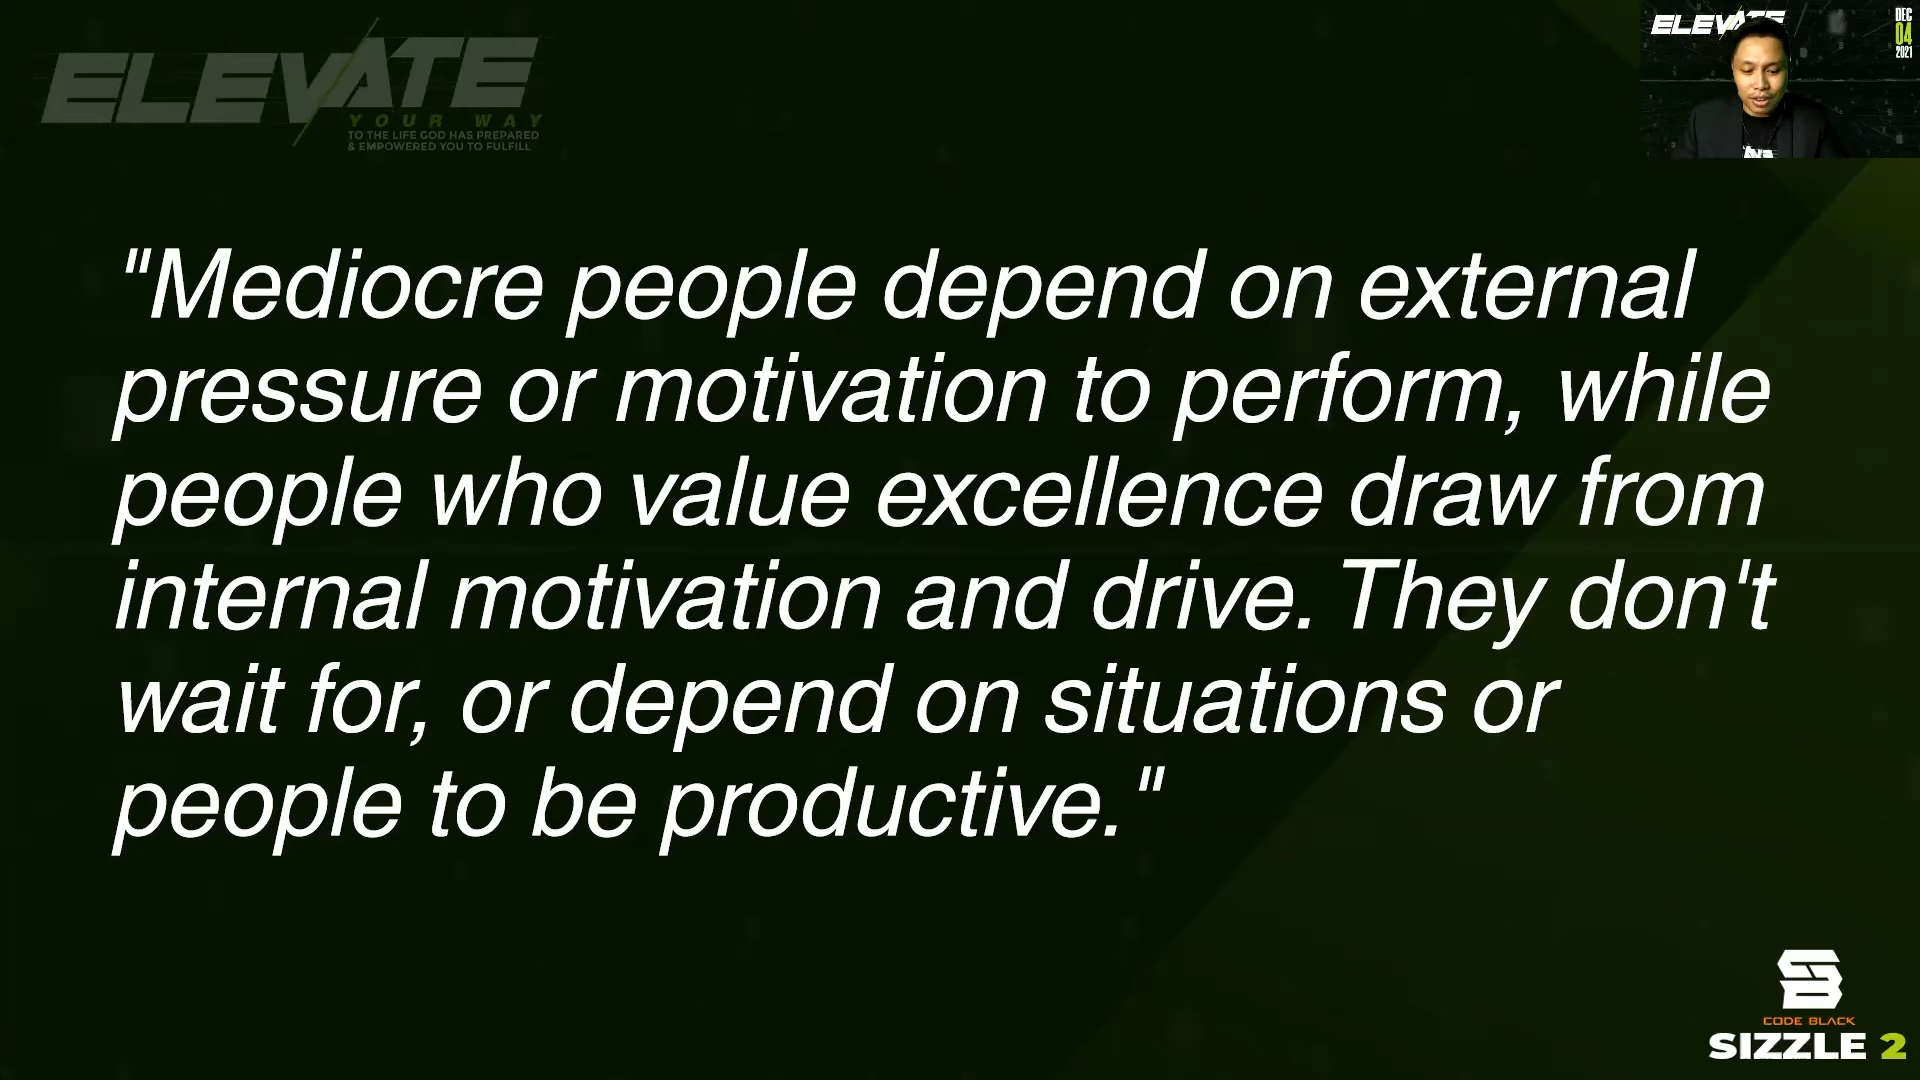 ELEVATE
YOUR WAY
TO THE LIFE GOD HAS PREPARED
& EMPOWERED YOU TO FULFILL
ELEVATE
DEC
04
2021
"Mediocre people depend on external
pressure or motivation to perform, while
people who value excellence draw from
internal motivation and drive. They don't
wait for, or depend on situations or
people to be productive."
CODE BLACK
SIZZLE 2